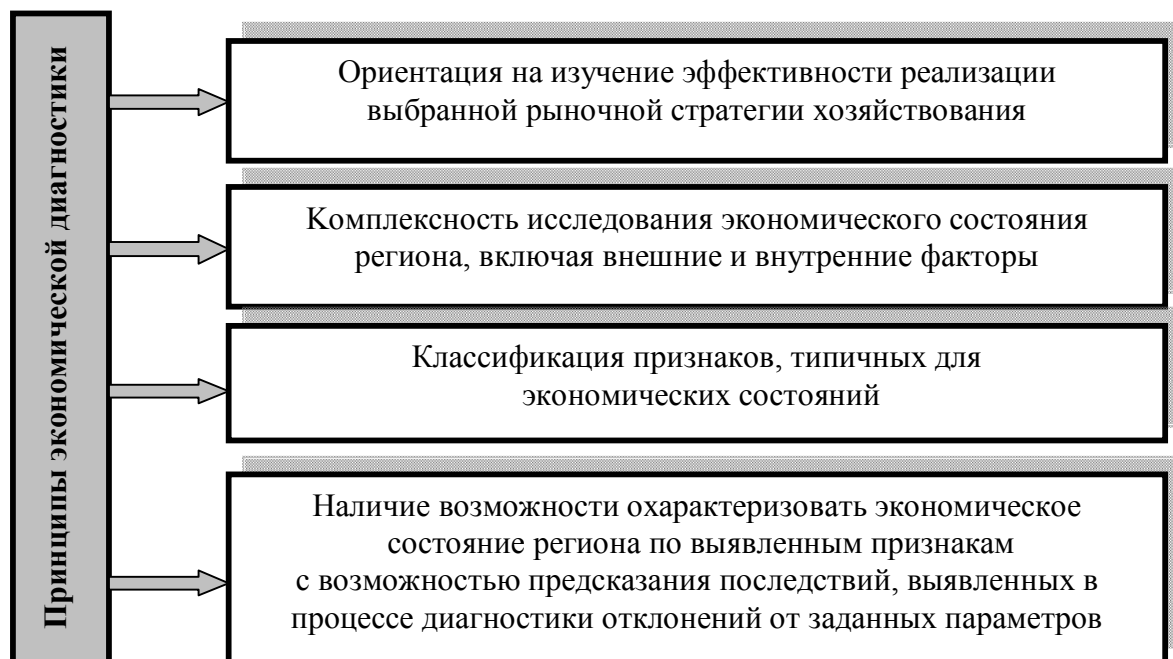 Принципы экономической диагностики
Ориентация на изучение эффективности реализации
выбранной рыночной стратегии хозяйствования
Комплексность исследования экономического состояния
региона, включая внешние и внутренние факторы
Классификация признаков, типичных для
экономических состояний
Наличие возможности охарактеризовать экономическое
состояние региона по выявленным признакам
с возможностью предсказания последствий, выявленных в
процессе диагностики отклонений от заданных параметров